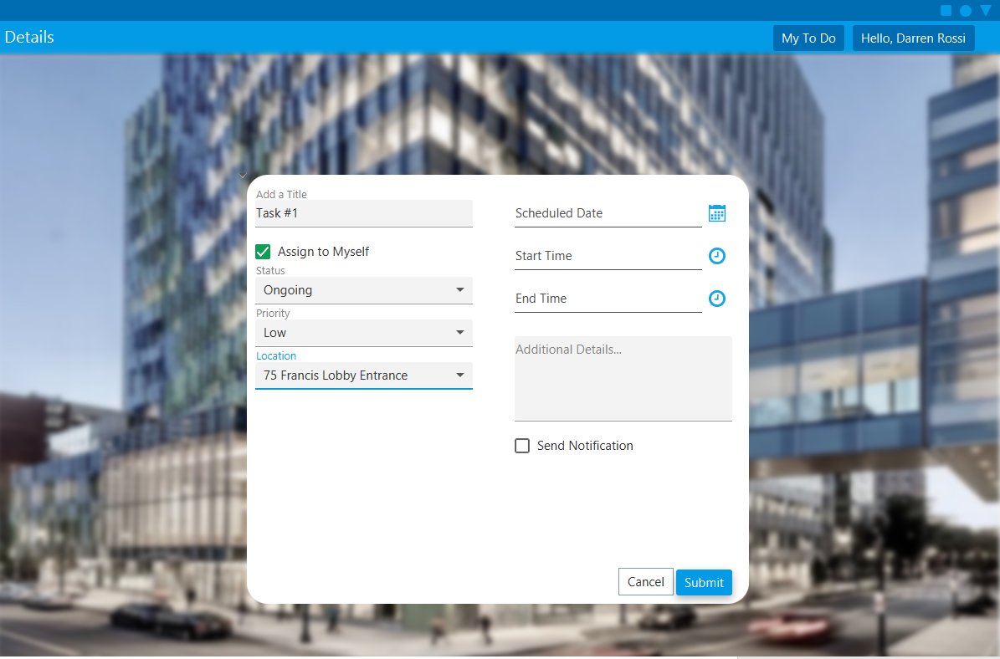 Details
My To Do
Hello, Darren Rossi
Add a Title
Task #1
Assign to Myself
Status
Ongoing
Priority
Low
Location
75 Francis Lobby Entrance
Scheduled Date
Start Time
End Time
Additional Details...
Send Notification
Cancel
Submit